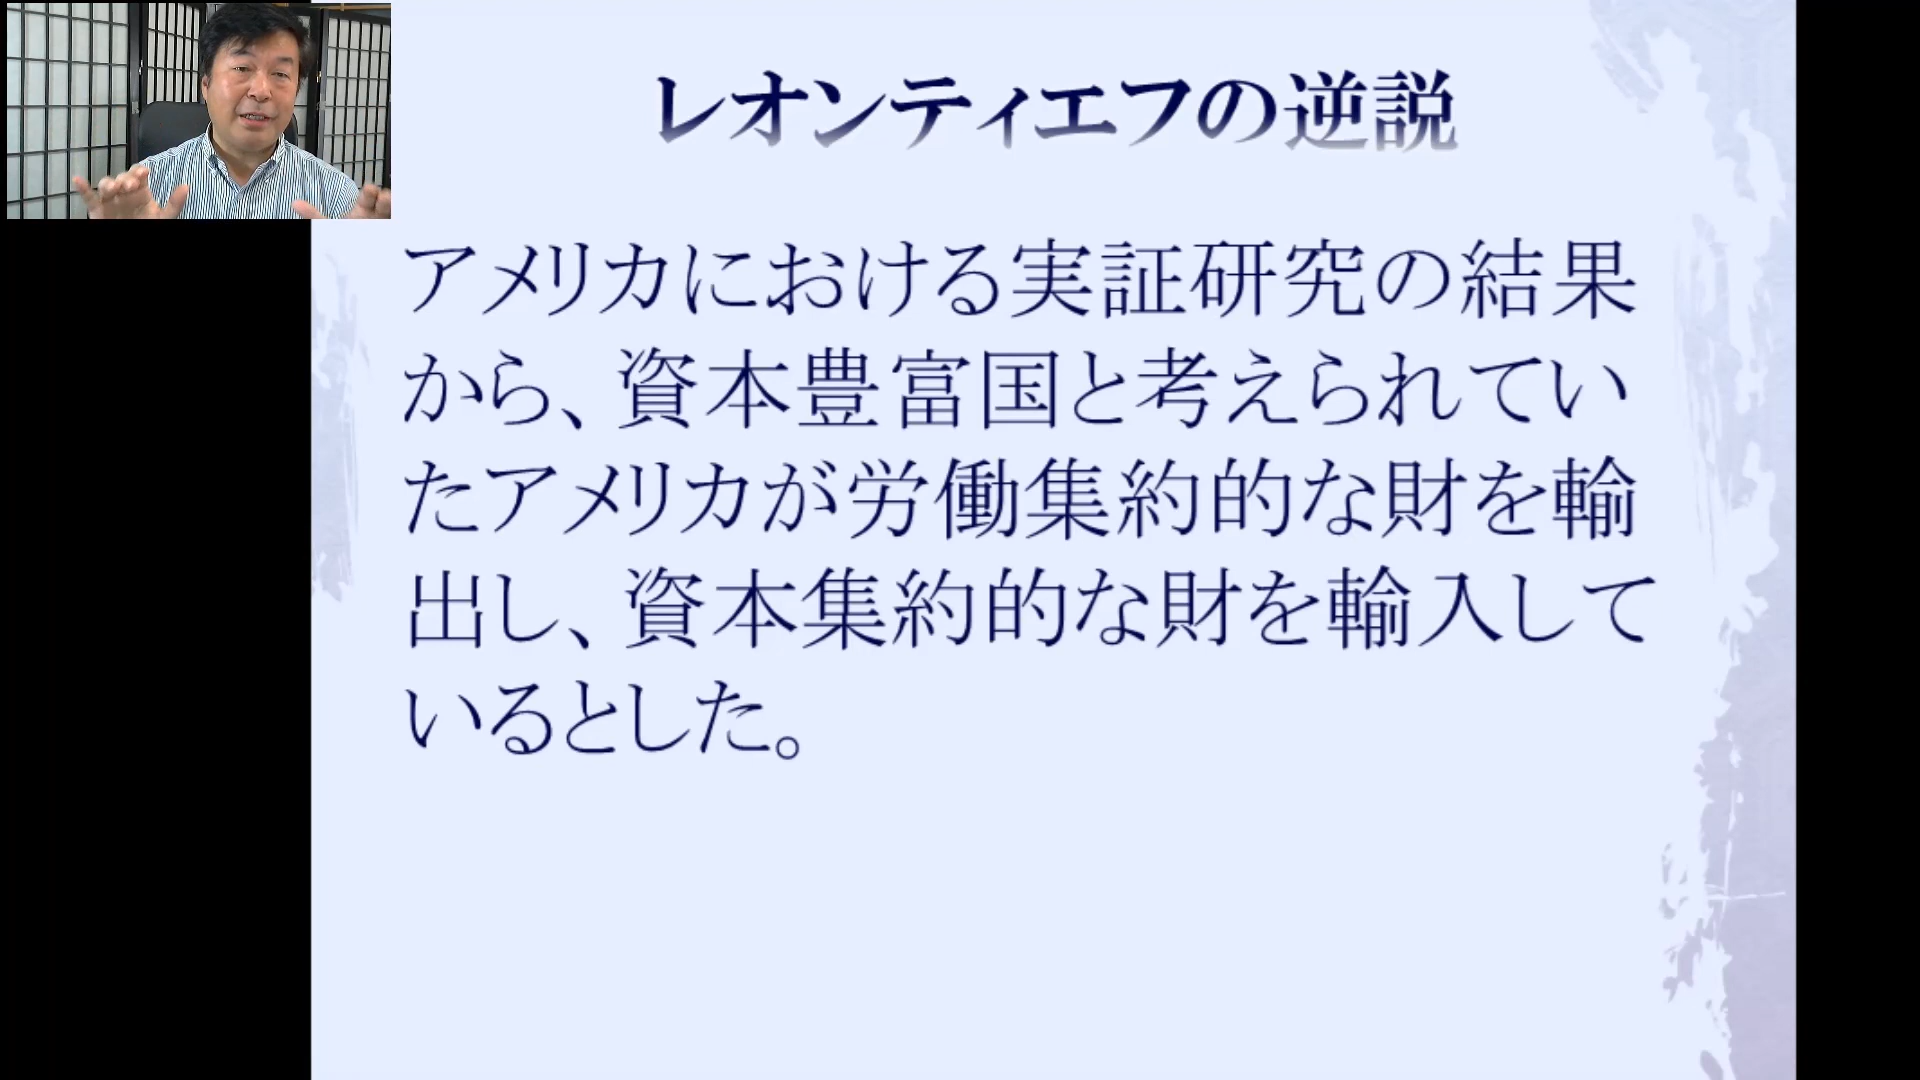 レオンティエフの逆説
アメリカにおける実証研究の結果
から、資本豊富国と考えられてい
たアメリカが労働集約的な財を輸
出し、資本集約的な財を輸入して
いるとした。